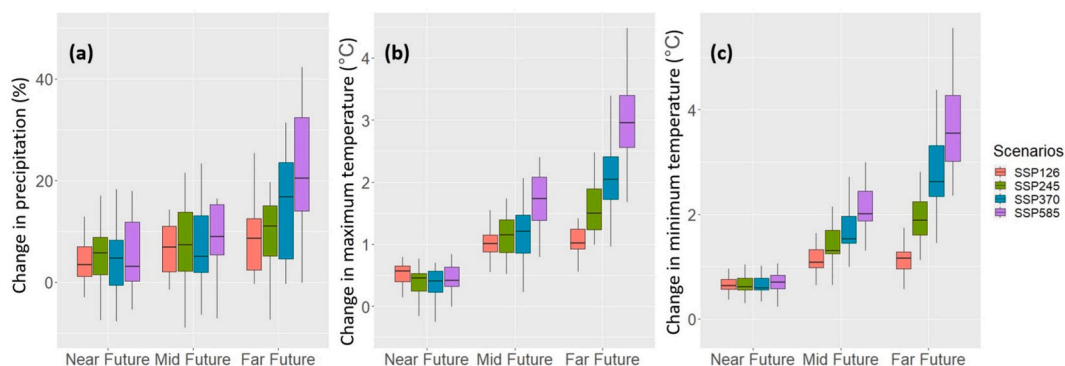 (a)
Change in precipitation (%)
40
20
0
Near Future Mid Future Far Future
(b)
Change in maximum temperature (°C)
4
3
2
1
0
Near Future Mid Future Far Future
(c)
Change in minimum temperature (°C)
4
2
0
Near Future Mid Future Far Future
Scenarios
SSP126
SSP245
SSP370
SSP585